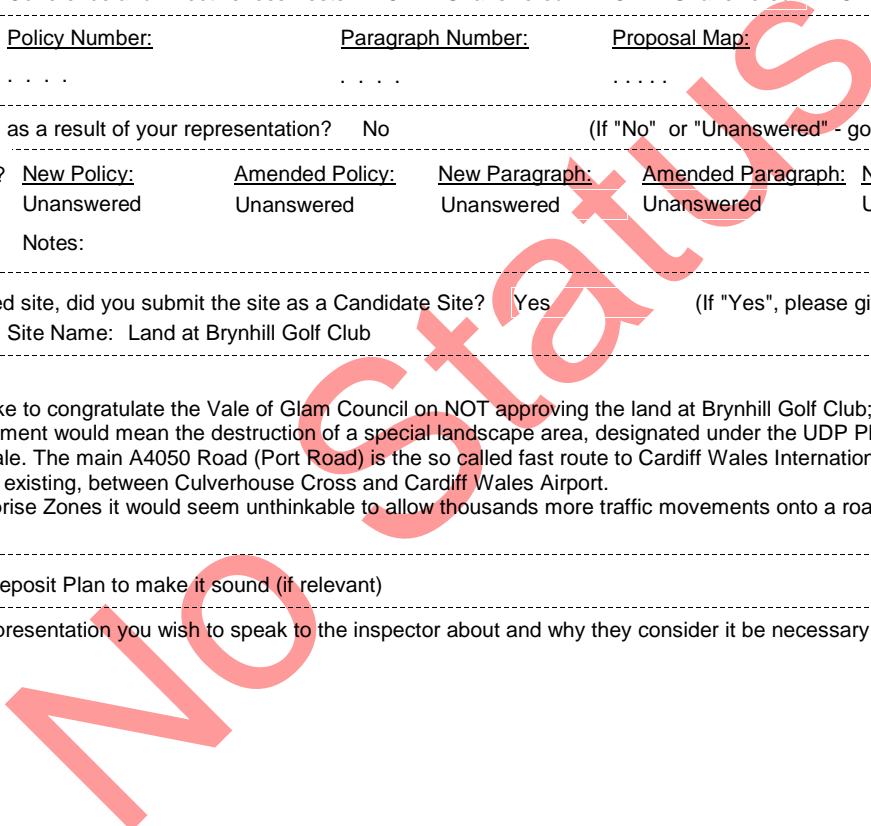 Policy Number: Paragraph Number: Proposal Map:
. . . . . . . . . . . . .
as a result of your representation? No (If "No" or "Unanswered" - go
? New Policy: Amended Policy: New Paragraph: Amended Paragraph: N
Unanswered Unanswered Unanswered Unanswered U
Notes:
ed site, did you submit the site as a Candidate Site? Yes (If "Yes", please gi
Site Name: Land at Brynhill Golf Club
ke to congratulate the Vale of Glam Council on NOT approving the land at Brynhill Golf Club;
ment would mean the destruction of a special landscape area, designated under the UDP Pl
ale. The main A4050 Road (Port Road) is the so called fast route to Cardiff Wales Internation
existing, between Culverhouse Cross and Cardiff Wales Airport.
prise Zones it would seem unthinkable to allow thousands more traffic movements onto a roa
eposit Plan to make it sound (if relevant)
presentation you wish to speak to the inspector about and why they consider it be necessary
No Status